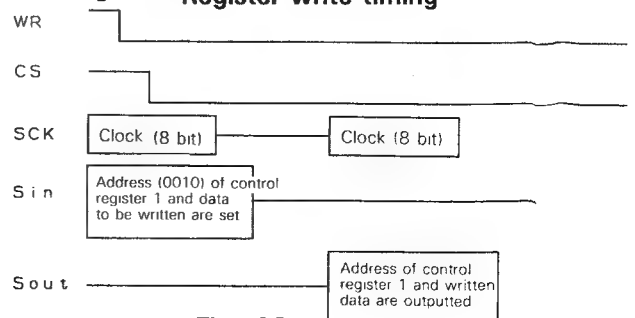 Register write timing
WR
CS
SCK
Clock (8 bit)
Clock (8 bit)
Sin
Address (0010) of control
register 1 and data
to be written are set
Sout
Address of control
register 1 and written
data are outputted